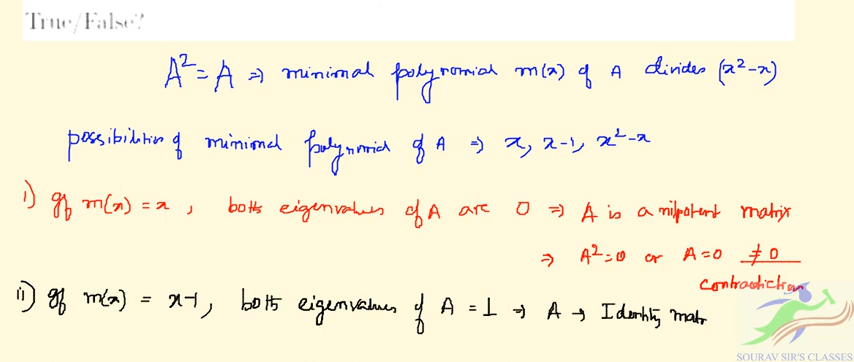 True/False?
A² = A ⇒ minimal polynomial m(x) of A divides (x²-x)
possibilities of minimal polynomial of A ⇒ x, x-1, x²-x
i) If m(x) = x, both eigenvalues of A are 0 ⇒ A is a nilpotent matrix
⇒ A²=0 or A=0 ≠0
contradiction
ii) If m(x) = x-1, both eigenvalues of A = 1 ⇒ A → Identity matr
SOURAV SIR'S CLASSES